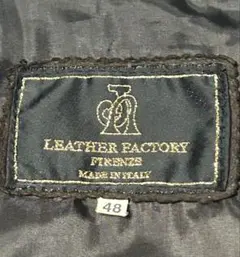 LEATHER FACTORY
FIRENZE
MADE IN ITALY
48